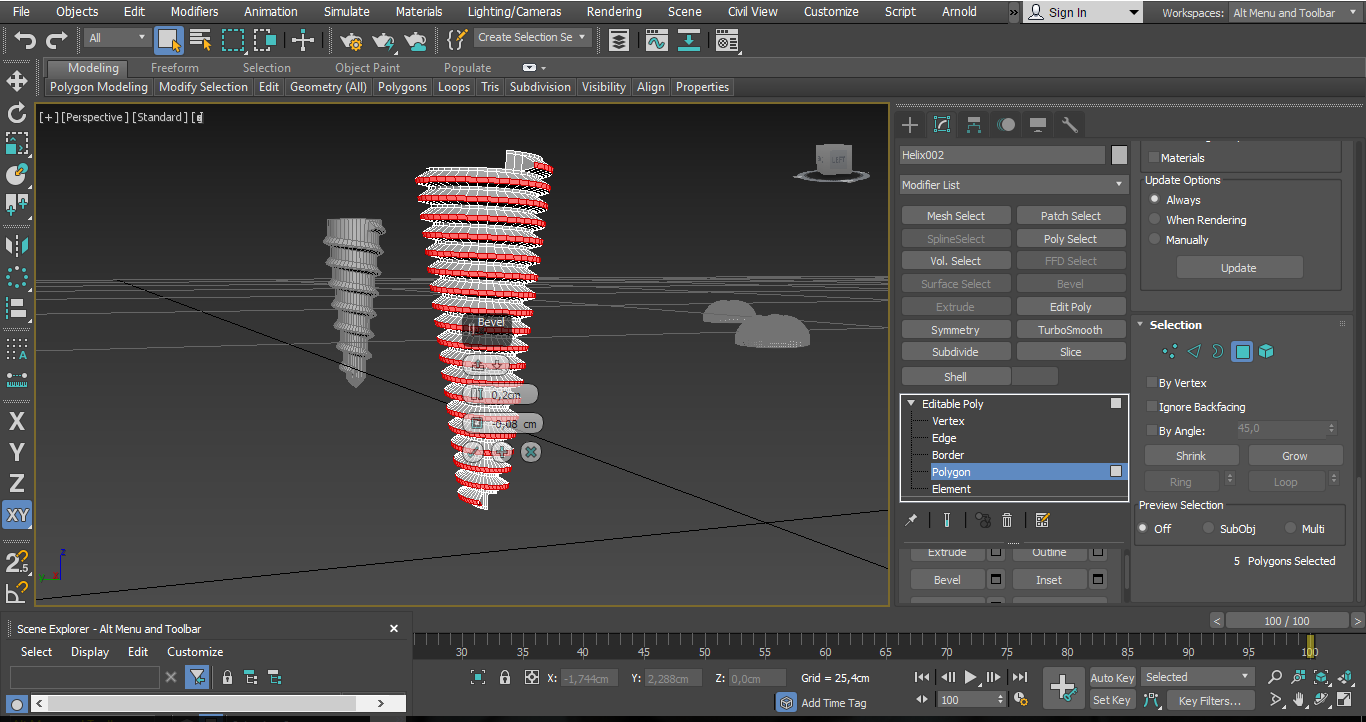 File Objects Edit Modifiers Animation Simulate Materials Lighting/Cameras Rendering Scene Civil View Customize Script Arnold » Sign In Workspaces: Alt Menu and Toolbar
All Create Selection Se
Modeling Freeform Selection Object Paint Populate
Polygon Modeling Modify Selection Edit Geometry (All) Polygons Loops Tris Subdivision Visibility Align Properties
[+] [Perspective] [Standard]
LEFT
Helix002
Modifier List
Mesh Select Patch Select
SplineSelect Poly Select
Vol. Select FFD Select
Surface Select Bevel
Extrude Edit Poly
Symmetry TurboSmooth
Subdivide Slice
Shell
Editable Poly
Vertex
Edge
Border
Polygon
Element
Extrude Outline
Bevel Inset
Materials
Update Options
Always
When Rendering
Manually
Update
Selection
By Vertex
Ignore Backfacing
By Angle: 45,0
Shrink Grow
Ring Loop
Preview Selection
Off SubObj Multi
5 Polygons Selected
Bevel
0,2cm
-0,08 cm
z
X
Y
Z
XY
2.5
Scene Explorer - Alt Menu and Toolbar
Select Display Edit Customize
< 100 / 100 >
30 35 40 45 50 55 60 65 70 75 80 85 90 95 100
X: -1,744cm Y: 2,288cm Z: 0,0cm Grid = 25,4cm
Add Time Tag
100
Auto Key Selected
Set Key Key Filters...